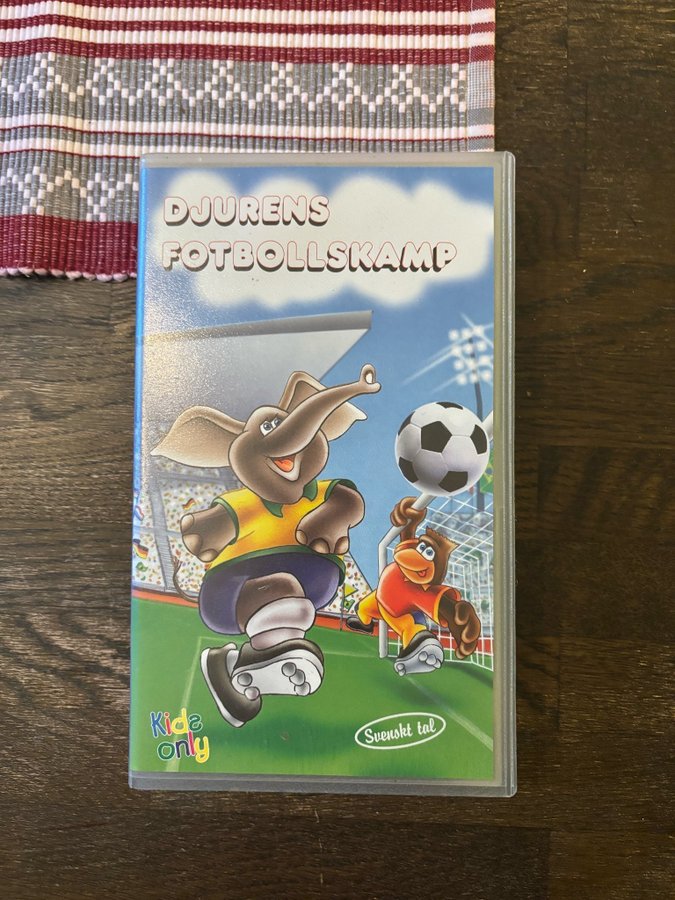 DJURENS
FOTBOLLSKAMP
Kids
only
Svenskt tal